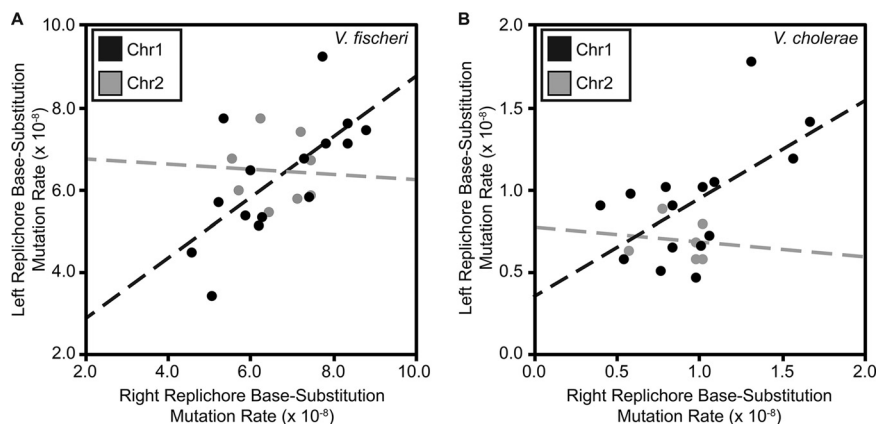 A
V. fischeri
Chr1
Chr2
10.0
8.0
6.0
4.0
2.0
Left Replichore Base-Substitution
Mutation Rate (x 10⁻⁸)
2.0 4.0 6.0 8.0 10.0
Right Replichore Base-Substitution
Mutation Rate (x 10⁻⁸)
B
V. cholerae
Chr1
Chr2
2.0
1.5
1.0
0.5
0.0
Left Replichore Base-Substitution
Mutation Rate (x 10⁻⁸)
0.0 0.5 1.0 1.5 2.0
Right Replichore Base-Substitution
Mutation Rate (x 10⁻⁸)